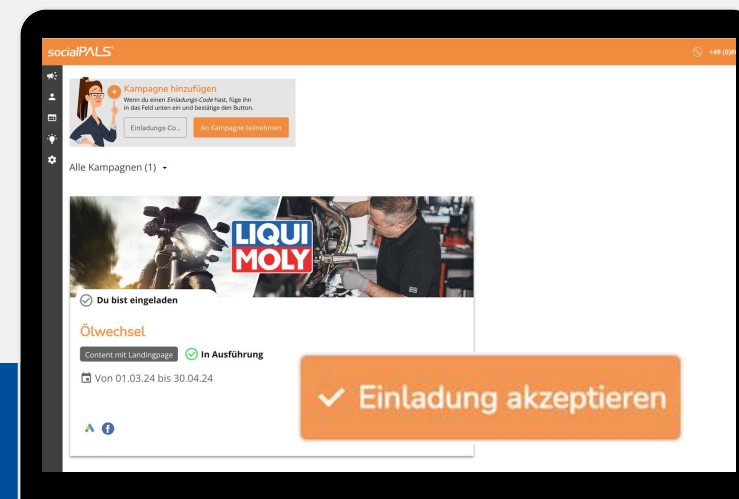 socialPALS
+49 (0)8
Kampagne hinzufügen
Wenn du einen Einladungs-Code hast, füge ihn
in das Feld unten ein und bestätige den Button.
Einladungs-Co...
An Kampagne teilnehmen
Alle Kampagnen (1)
LIQUI
MOLY
Du bist eingeladen
Ölwechsel
Content mit Landingpage
In Ausführung
Von 01.03.24 bis 30.04.24
Einladung akzeptieren